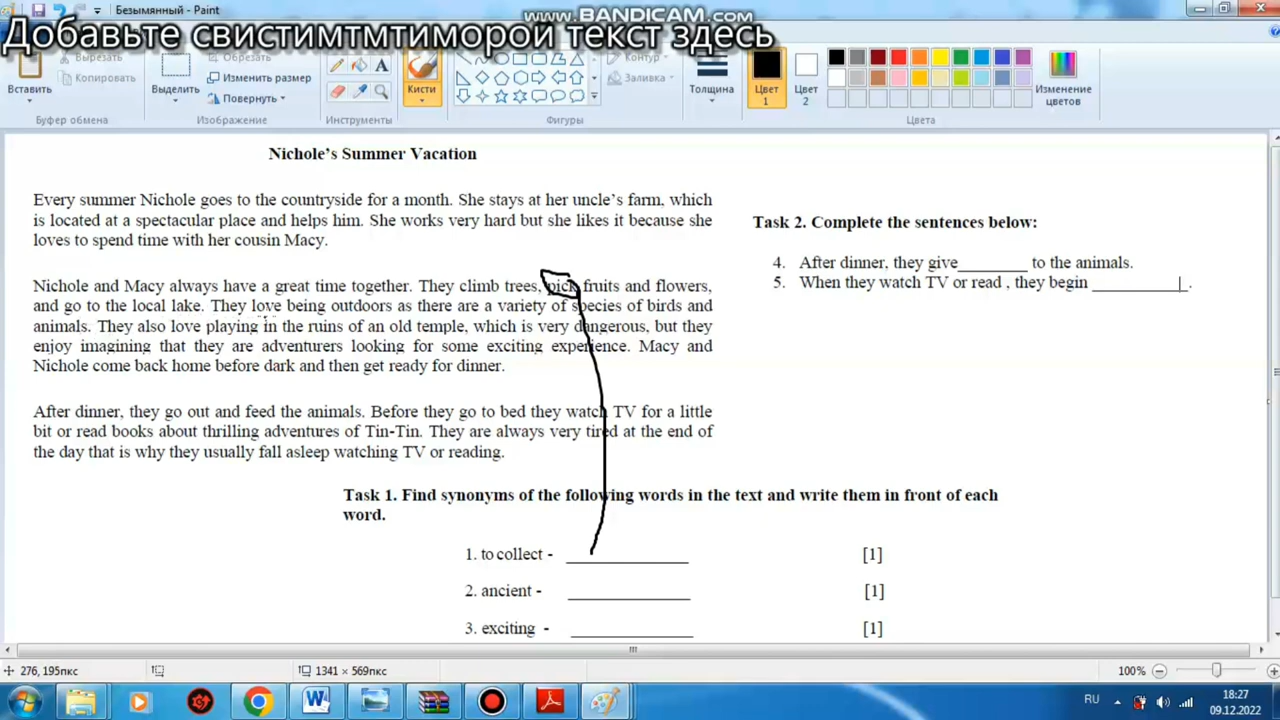 Безымянный - Paint
www.BANDICAM.com
Добавьте свистимтмтиморои текст здесь
Вырезать
Копировать
Вставить
Буфер обмена
Выделить
Обрезать
Изменить размер
Повернуть
Изображение
Инструменты
Кисти
Фигуры
Контур
Заливка
Толщина
Цвет 1
Цвет 2
Изменение цветов
Цвета
Nichole's Summer Vacation
Every summer Nichole goes to the countryside for a month. She stays at her uncle's farm, which
is located at a spectacular place and helps him. She works very hard but she likes it because she
loves to spend time with her cousin Macy.
Nichole and Macy always have a great time together. They climb trees, pick fruits and flowers,
and go to the local lake. They love being outdoors as there are a variety of species of birds and
animals. They also love playing in the ruins of an old temple, which is very dangerous, but they
enjoy imagining that they are adventurers looking for some exciting experience. Macy and
Nichole come back home before dark and then get ready for dinner.
After dinner, they go out and feed the animals. Before they go to bed they watch TV for a little
bit or read books about thrilling adventures of Tin-Tin. They are always very tired at the end of
the day that is why they usually fall asleep watching TV or reading.
Task 2. Complete the sentences below:
4. After dinner, they give________ to the animals.
5. When they watch TV or read , they begin ___________.
Task 1. Find synonyms of the following words in the text and write them in front of each
word.
1. to collect - ______________ [1]
2. ancient - ______________ [1]
3. exciting - ______________ [1]
276, 195пкс
1341 × 569пкс
100%
RU
18:27
09.12.2022